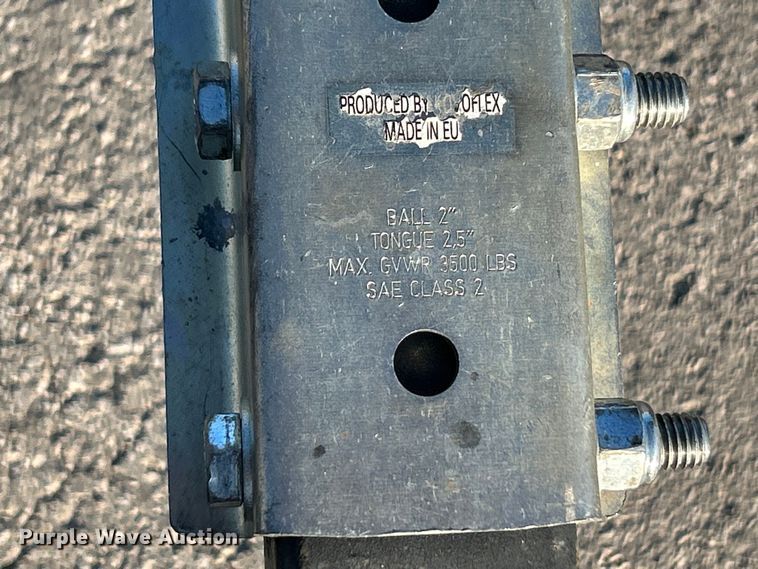 PRODUCED BY
MADE IN EU
BALL 2"
TONGUE 2,5"
MAX. GVWR 3500 LBS
SAE CLASS 2
Purple Wave Auction